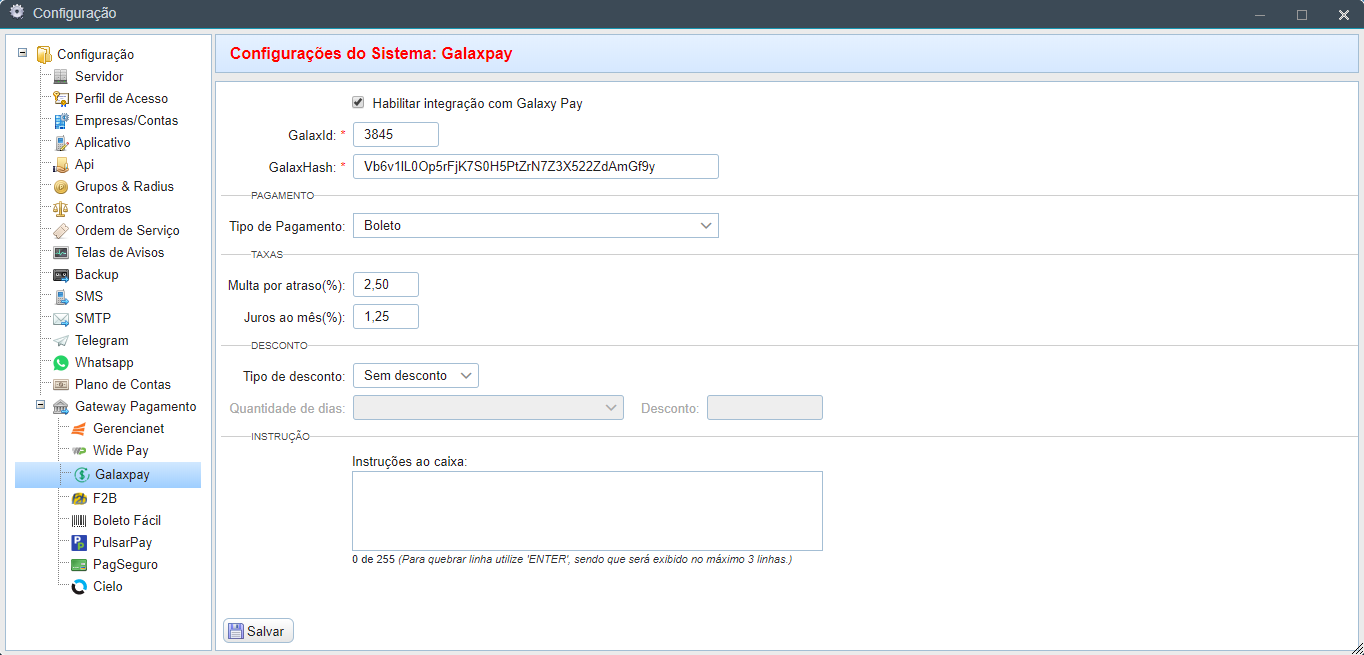 Configuração
Configuração
Servidor
Perfil de Acesso
Empresas/Contas
Aplicativo
Api
Grupos & Radius
Contratos
Ordem de Serviço
Telas de Avisos
Backup
SMS
SMTP
Telegram
Whatsapp
Plano de Contas
Gateway Pagamento
Gerencianet
Wide Pay
Galaxpay
F2B
Boleto Fácil
PulsarPay
PagSeguro
Cielo
Configurações do Sistema: Galaxpay
Habilitar integração com Galaxy Pay
GalaxId: * 3845
GalaxHash: * Vb6v1IL0Op5rFjK7S0H5PtZrN7Z3X522ZdAmGf9y
PAGAMENTO
Tipo de Pagamento: Boleto
TAXAS
Multa por atraso(%): 2,50
Juros ao mês(%): 1,25
DESCONTO
Tipo de desconto: Sem desconto
Quantidade de dias: Desconto:
INSTRUÇÃO
Instruções ao caixa:
0 de 255 (Para quebrar linha utilize 'ENTER', sendo que será exibido no máximo 3 linhas.)
Salvar